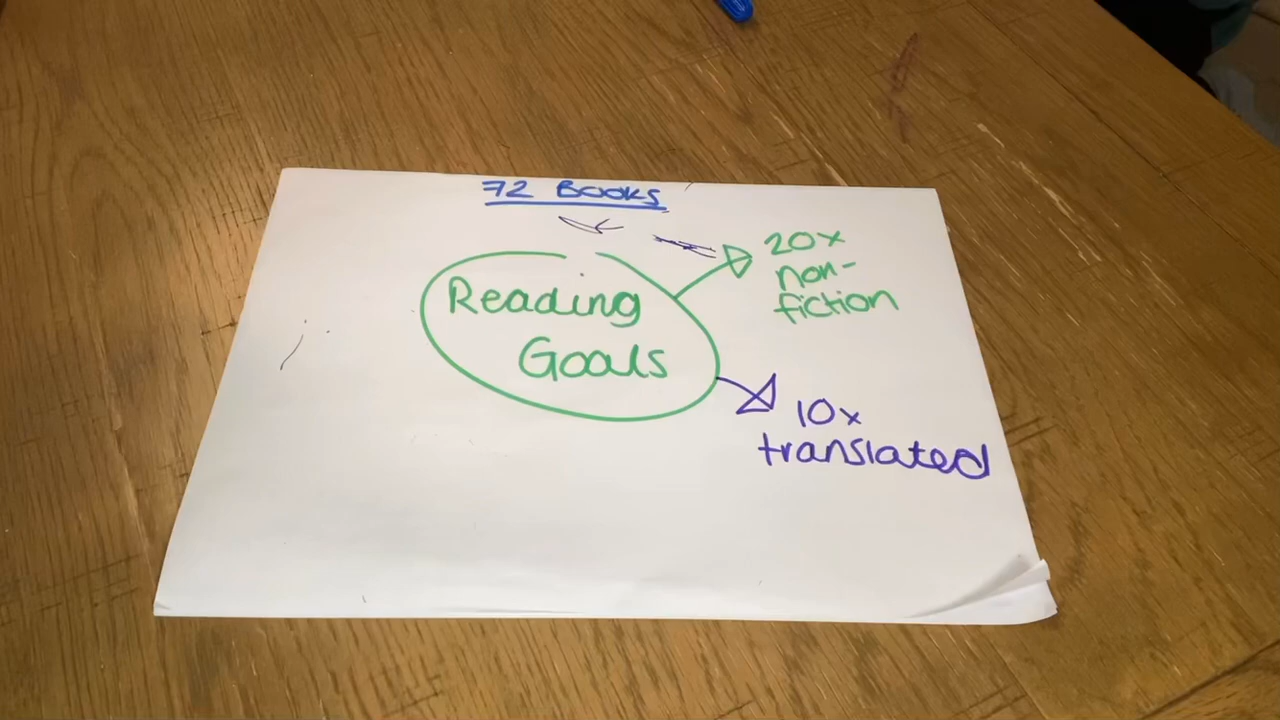 72 BOOKS
Reading
Goals
20x
non-
fiction
10x
translated